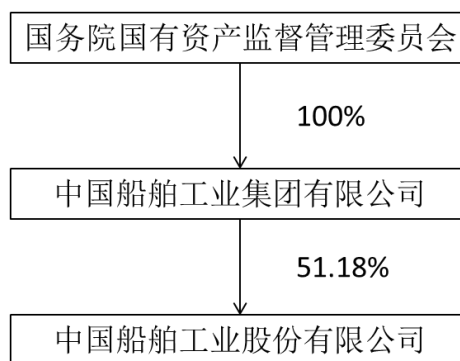 国务院国有资产监督管理委员会
100%
中国船舶工业集团有限公司
51.18%
中国船舶工业股份有限公司